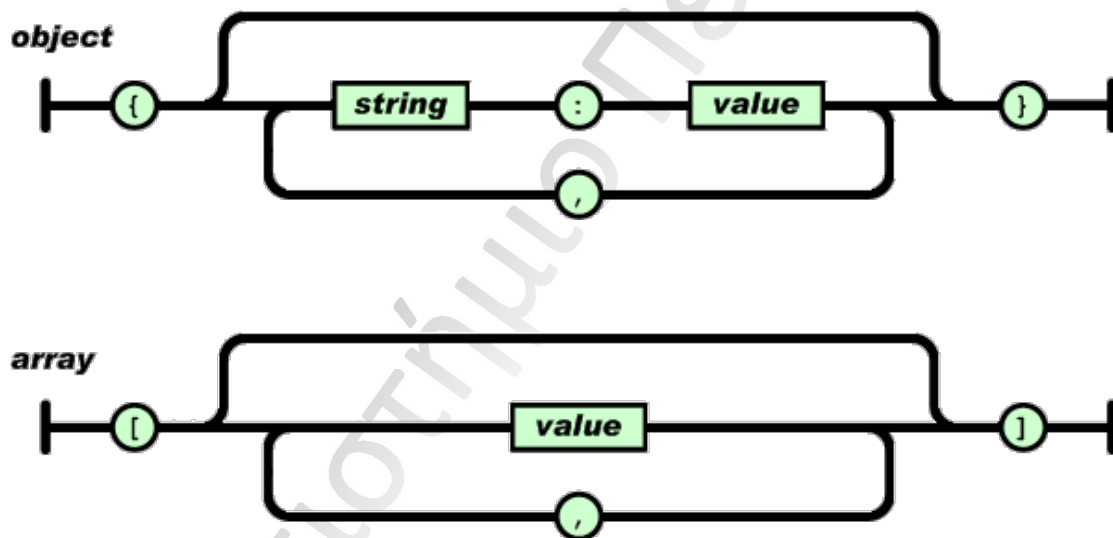 object
{ string : value }
,
array
[ value ]
,